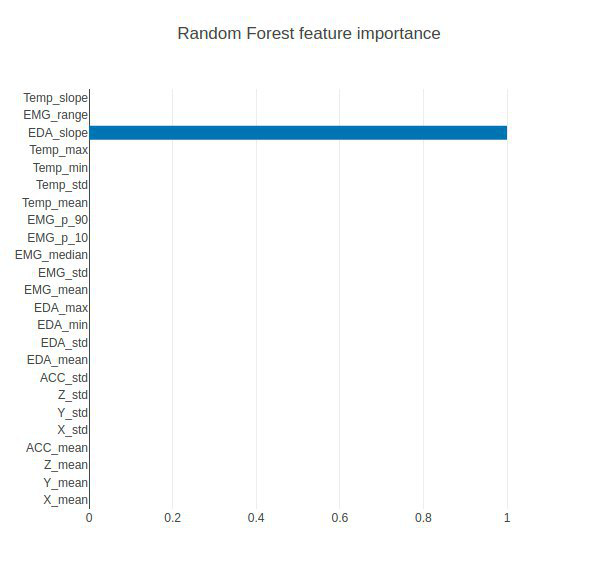 Random Forest feature importance
Temp_slope
EMG_range
EDA_slope
Temp_max
Temp_min
Temp_std
Temp_mean
EMG_p_90
EMG_p_10
EMG_median
EMG_std
EMG_mean
EDA_max
EDA_min
EDA_std
EDA_mean
ACC_std
Z_std
Y_std
X_std
ACC_mean
Z_mean
Y_mean
X_mean
0 0.2 0.4 0.6 0.8 1